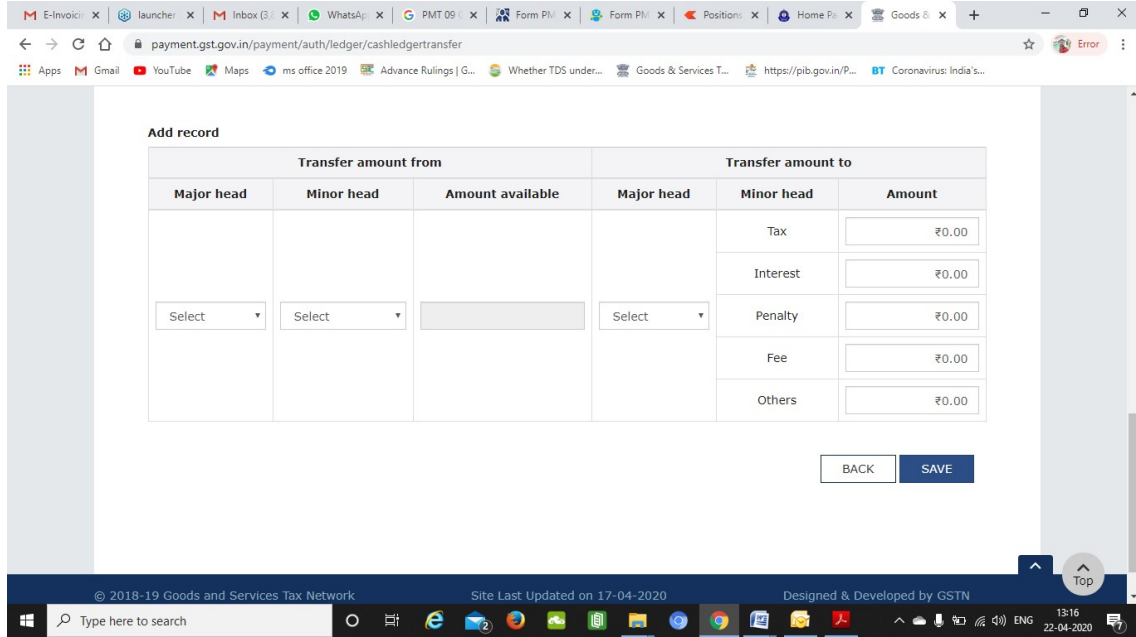 E-Invoicin
launcher
Inbox (3,
WhatsAp
PMT 09
Form PM
Form PM
Positions
Home Pa
Goods &
payment.gst.gov.in/payment/auth/ledger/cashledgertransfer
Error
Apps
Gmail
YouTube
Maps
ms office 2019
Advance Rulings | G...
Whether TDS under...
Goods & Services T...
https://pib.gov.in/P...
BT Coronavirus: India's...
Add record
Transfer amount from Transfer amount to
Major head Minor head Amount available Major head Minor head Amount
Tax ₹0.00
Interest ₹0.00
Select Select Select Penalty ₹0.00
Fee ₹0.00
Others ₹0.00
BACK SAVE
Top
© 2018-19 Goods and Services Tax Network Site Last Updated on 17-04-2020 Designed & Developed by GSTN
Type here to search
ENG
13:16
22-04-2020